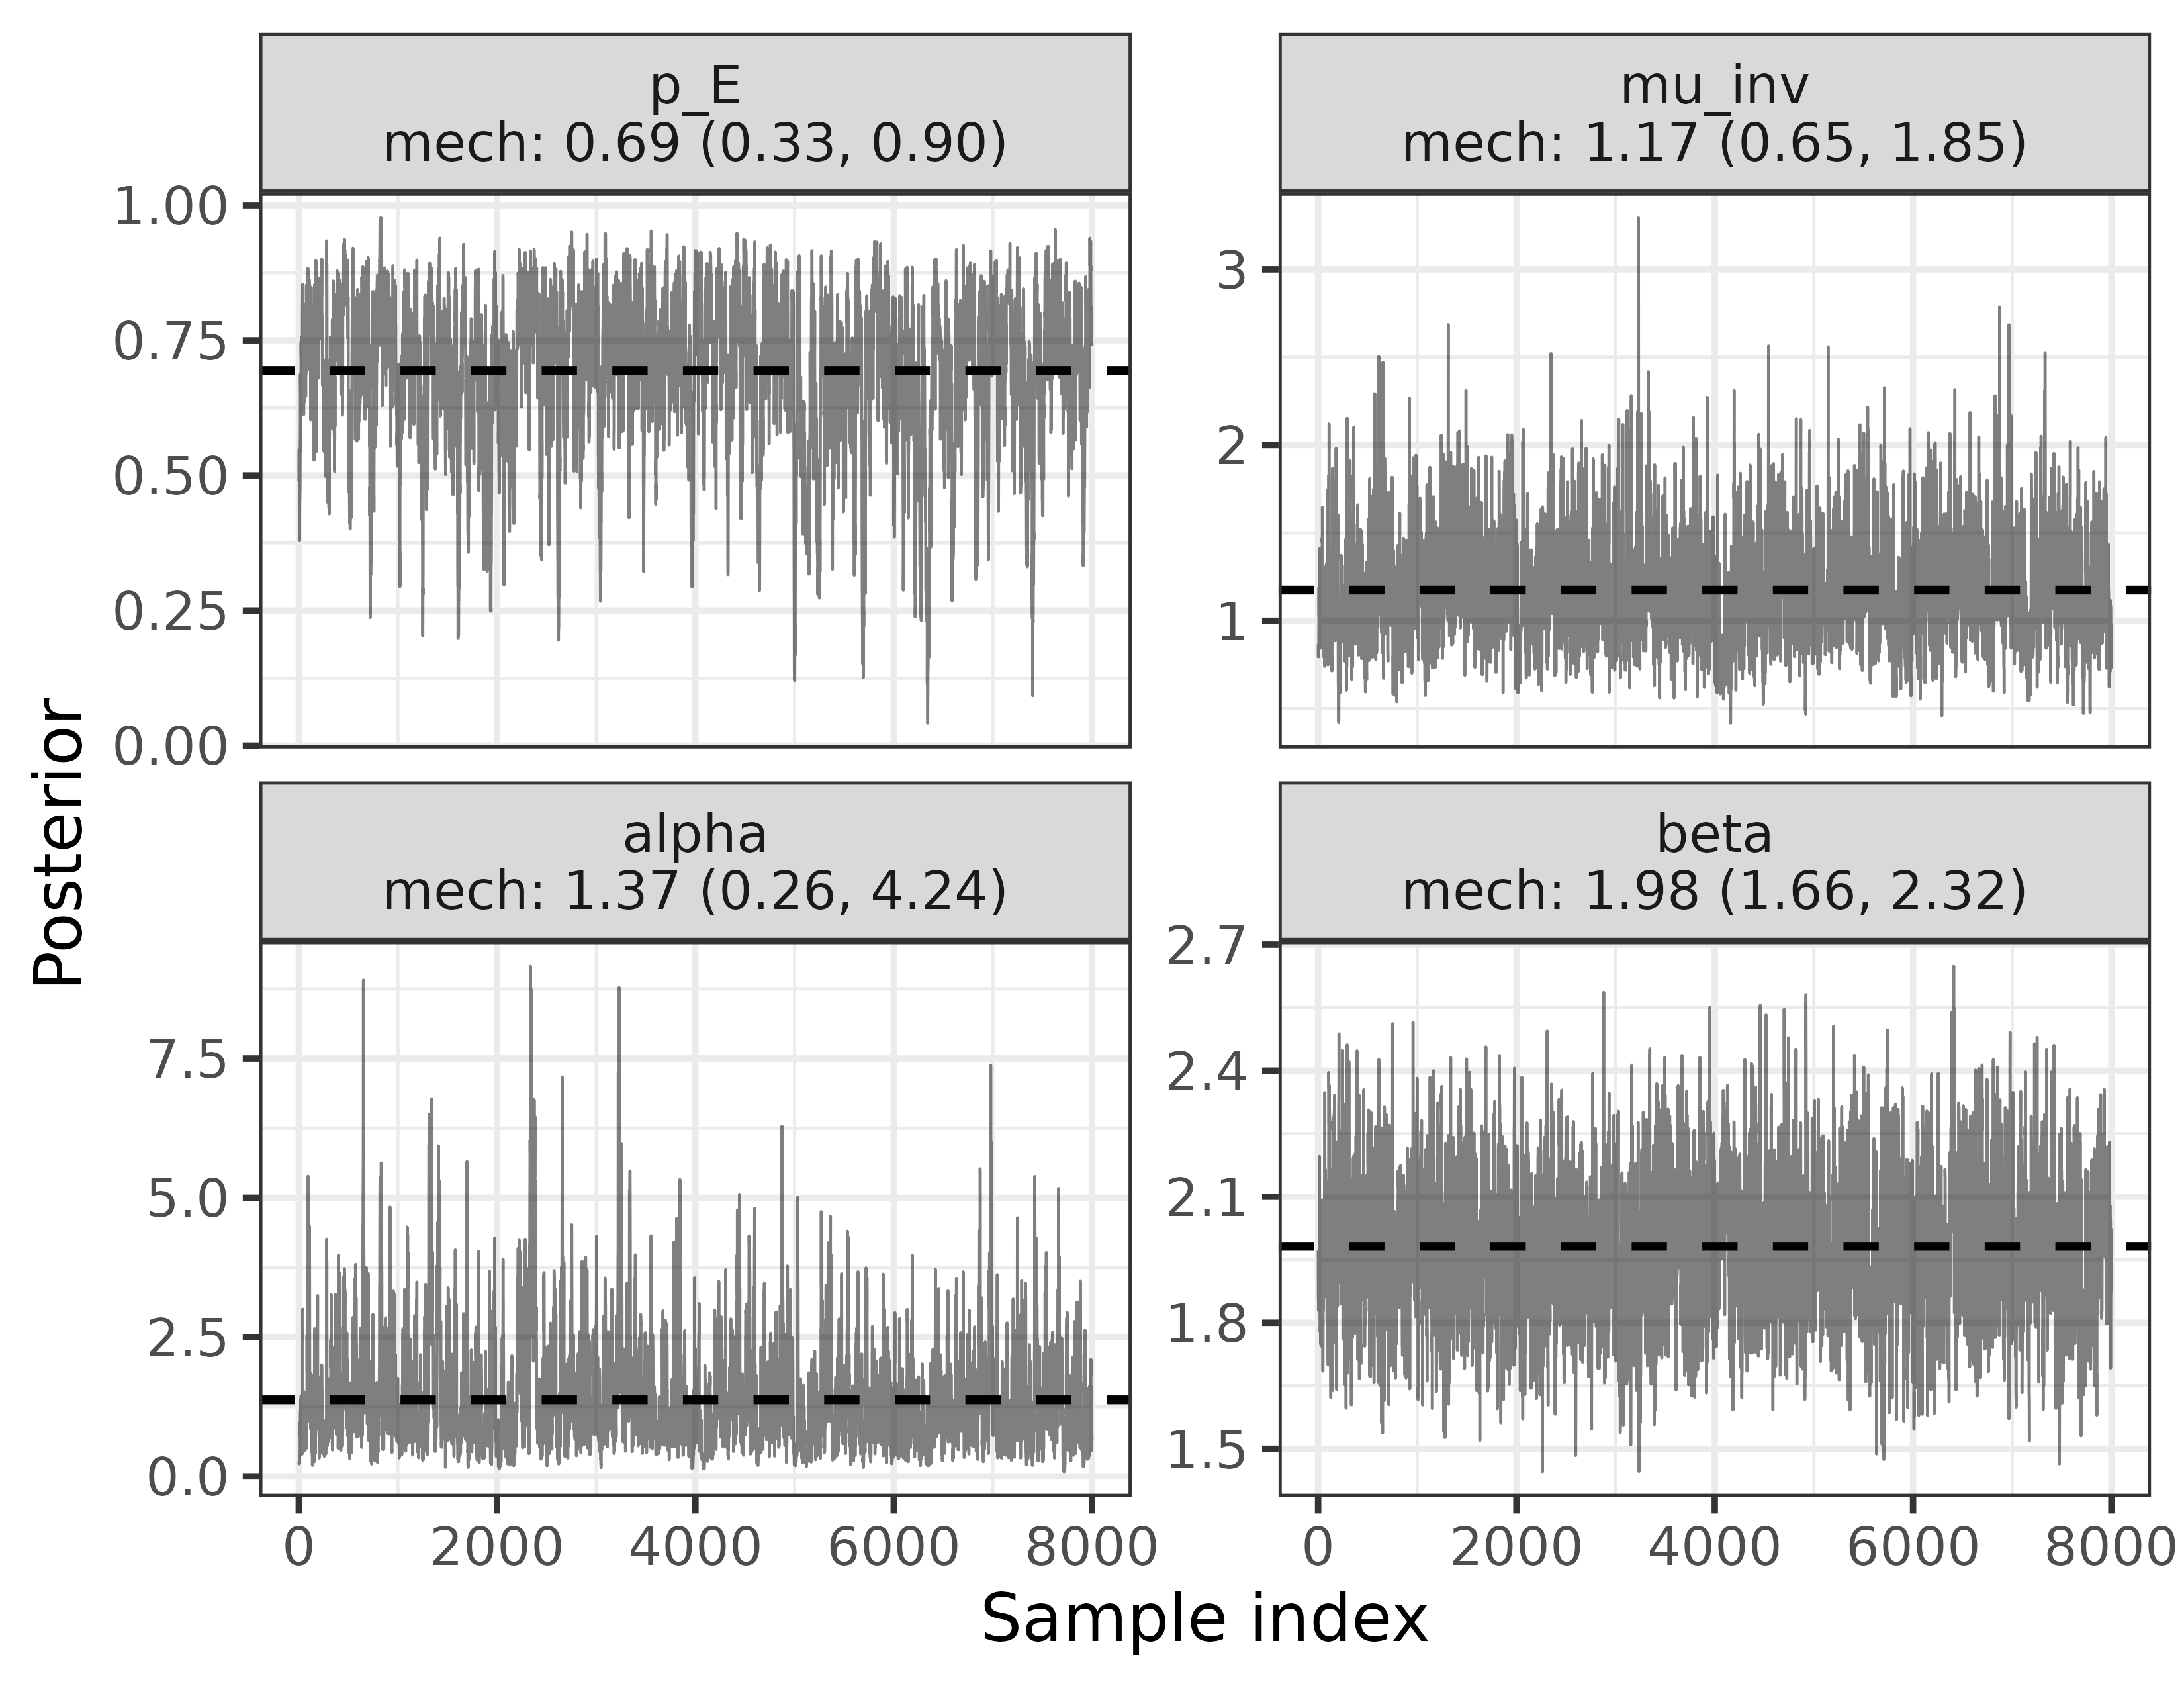 p_E
mech: 0.69 (0.33, 0.90)
mu_inv
mech: 1.17 (0.65, 1.85)
1.00
0.75
0.50
0.25
0.00
3
2
1
Posterior
alpha
mech: 1.37 (0.26, 4.24)
beta
mech: 1.98 (1.66, 2.32)
7.5
5.0
2.5
0.0
2.7
2.4
2.1
1.8
1.5
0 2000 4000 6000 8000
0 2000 4000 6000 8000
Sample index